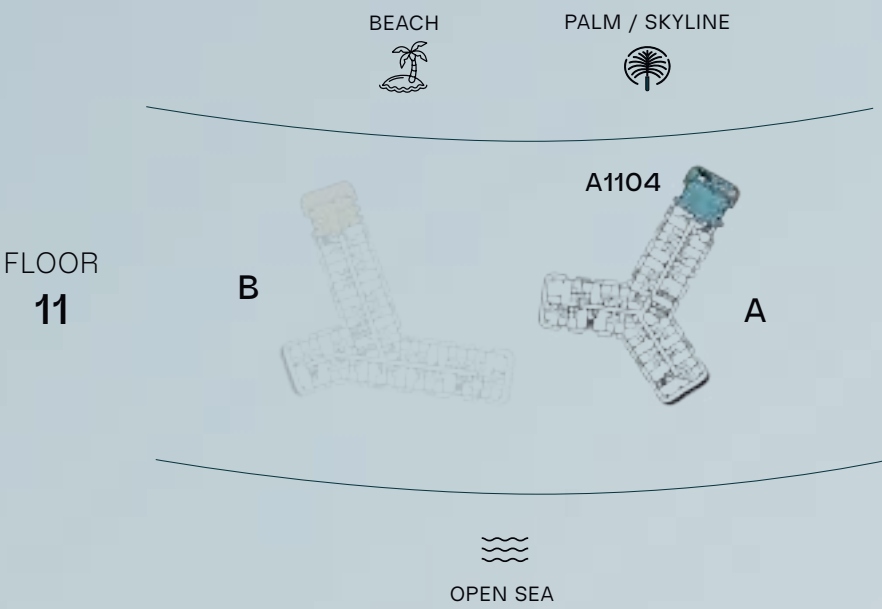 BEACH
PALM / SKYLINE
A1104
FLOOR
11
B
A
OPEN SEA